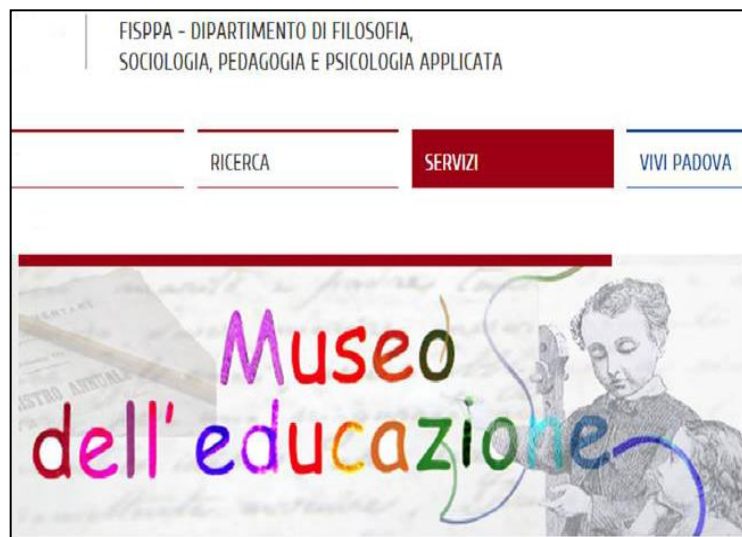 FISPPA - DIPARTIMENTO DI FILOSOFIA,
SOCIOLOGIA, PEDAGOGIA E PSICOLOGIA APPLICATA
RICERCA
SERVIZI
VIVI PADOVA
Museo
dell'educazione